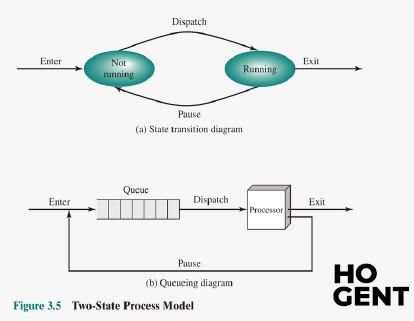 Dispatch
Enter
Not
running
Running
Exit
Pause
(a) State transition diagram
Queue
Enter
Dispatch
Processor
Exit
Pause
(b) Queueing diagram
HO
GENT
Figure 3.5 Two-State Process Model